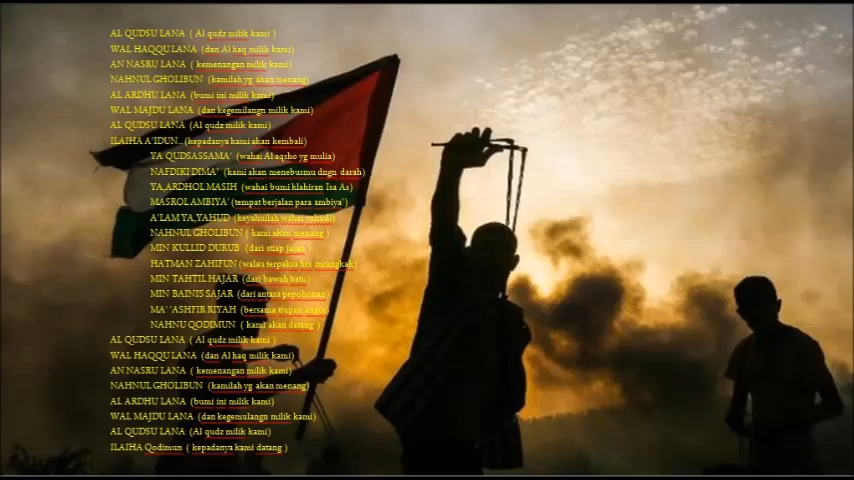 AL QUDSU LANA ( Al qudz milik kami )
WAL HAQQU LANA (dan Al haq milik kami)
AN NASRU LANA ( kemenangan milik kami)
NAHNUL GHOLIBUN (kamilah yg akan menang)
AL ARDHU LANA (bumi ini milik kami)
WAL MAJDU LANA (dan kegemilangn milik kami)
AL QUDSU LANA (Al qudz milik kami)
ILAIHA A'IDUN.. (kepadanya kami akan kembali)
YA QUDSASSAMA' (wahai Al aqsho yg mulia)
NAFDIKI DIMA' (kami akan menebusmu dngn darah)
YA,ARDHOL MASIH (wahai bumi klahiran Isa As)
MASROL AMBIYA' (tempat berjalan para ambiya')
A'LAM YA,YAHUD (keyahuilah wahai yahudi)
NAHNUL GHOLIBUN ( kami akan menang )
MIN KULLID DURUB (dari stiap jalan )
HATMAN ZAHIFUN (walau terpaksa hrs mrangkak)
MIN TAHTIL HAJAR (dari bawah batu)
MIN BAINIS SAJAR (dari antara pepohonan)
MA' 'ASHFIR RIYAH (bersama tiupan angin)
NAHNU QODIMUN ( kami akan datang )
AL QUDSU LANA ( Al qudz milik kami )
WAL HAQQU LANA (dan Al haq milik kami)
AN NASRU LANA ( kemenangan milik kami)
NAHNUL GHOLIBUN (kamilah yg akan menang)
AL ARDHU LANA (bumi ini milik kami)
WAL MAJDU LANA (dan kegemulangn milik kami)
AL QUDSU LANA (Al qudz milik kami)
ILAIHA Qodimun ( kepadanya kami datang )